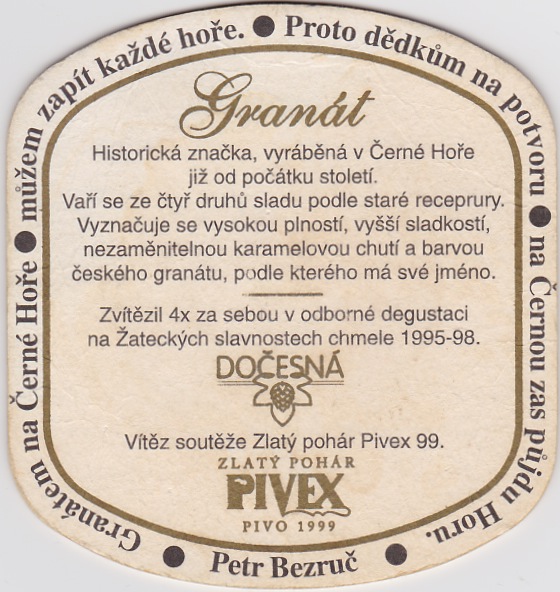 Granátem na Černé Hoře ● můžem zapít každé hoře. ● Proto dědkům na potvoru ● na Černou zas půjdu Horu.
● Petr Bezruč ●
Granát
Historická značka, vyráběná v Černé Hoře
již od počátku století.
Vaří se ze čtyř druhů sladu podle staré receprury.
Vyznačuje se vysokou plností, vyšší sladkostí,
nezaměnitelnou karamelovou chutí a barvou
českého granátu, podle kterého má své jméno.
Zvítězil 4x za sebou v odborné degustaci
na Žateckých slavnostech chmele 1995-98.
DOČESNÁ
Vítěz soutěže Zlatý pohár Pivex 99.
ZLATÝ POHÁR
PIVEX
PIVO 1999